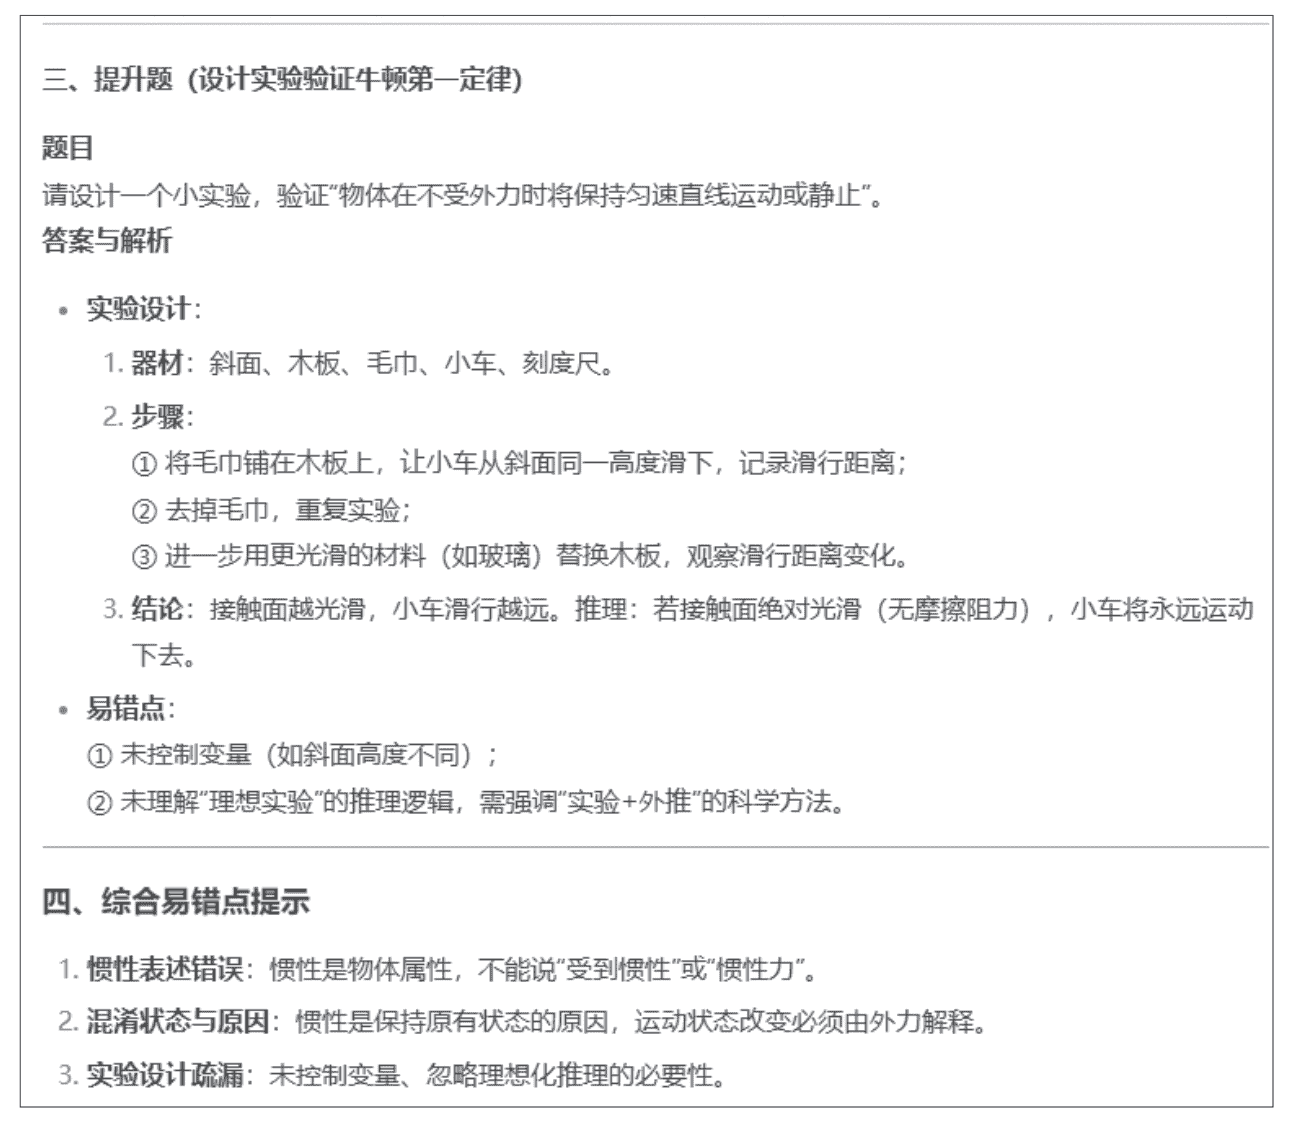 三、提升题（设计实验验证牛顿第一定律）
题目
请设计一个小实验，验证“物体在不受外力时将保持匀速直线运动或静止”。
答案与解析
• 实验设计：
1. 器材：斜面、木板、毛巾、小车、刻度尺。
2. 步骤：
① 将毛巾铺在木板上，让小车从斜面同一高度滑下，记录滑行距离；
② 去掉毛巾，重复实验；
③ 进一步用更光滑的材料（如玻璃）替换木板，观察滑行距离变化。
3. 结论：接触面越光滑，小车滑行越远。推理：若接触面绝对光滑（无摩擦阻力），小车将永远运动
下去。
• 易错点：
① 未控制变量（如斜面高度不同）；
② 未理解“理想实验”的推理逻辑，需强调“实验+外推”的科学方法。
四、综合易错点提示
1. 惯性表述错误：惯性是物体属性，不能说“受到惯性”或“惯性力”。
2. 混淆状态与原因：惯性是保持原有状态的原因，运动状态改变必须由外力解释。
3. 实验设计疏漏：未控制变量、忽略理想化推理的必要性。